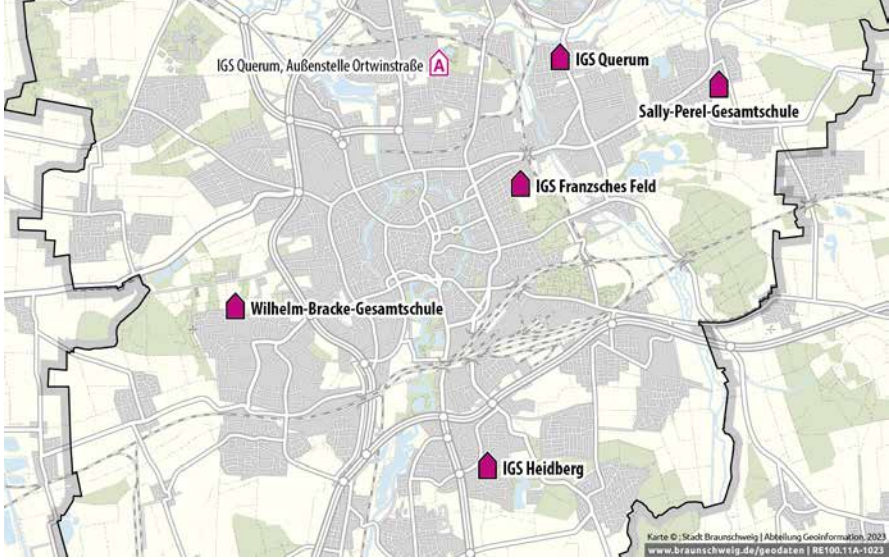 IGS Querum, Außenstelle Ortwinstraße
A
IGS Querum
Sally-Perel-Gesamtschule
IGS Franzsches Feld
Wilhelm-Bracke-Gesamtschule
IGS Heidberg
Karte ©: Stadt Braunschweig | Abteilung Geoinformation, 2023
www.braunschweig.de/geodaten | RE100.11A-1023